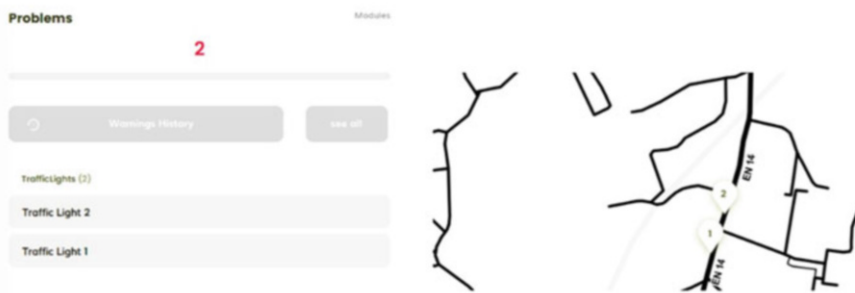 Problems
Modules
2
Warnings History
see all
TrafficLights (2)
Traffic Light 2
Traffic Light 1
EN 14
2
1
EN 14